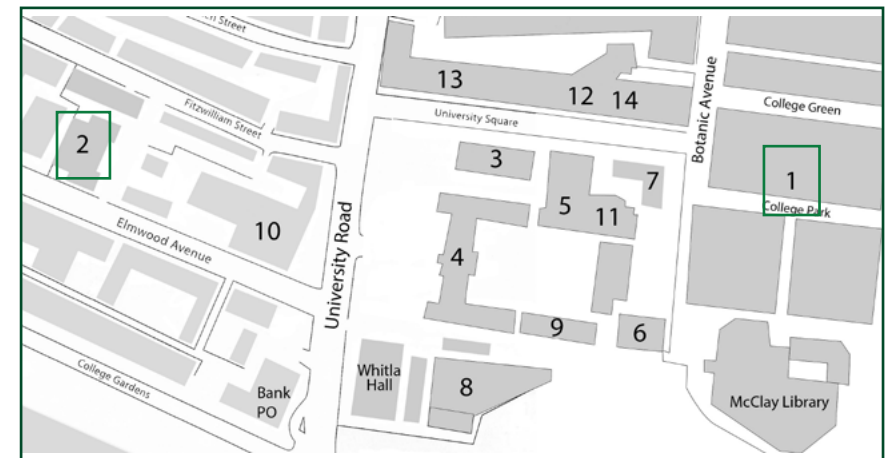 Street
13
12
14
College Green
Fitzwilliam Street
University Square
Botanic Avenue
2
3
7
1
College Park
5
11
10
Elmwood Avenue
University Road
4
9
6
College Gardens
Whitla
Hall
8
Bank
PO
McClay Library